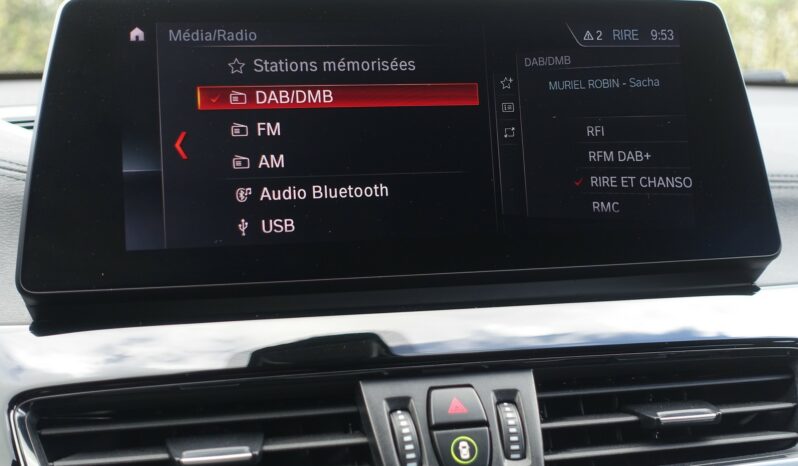 Média/Radio
2 RIRE 9:53
Stations mémorisées
DAB/DMB
FM
AM
Audio Bluetooth
USB
DAB/DMB
MURIEL ROBIN - Sacha
RFI
RFM DAB+
RIRE ET CHANSO
RMC